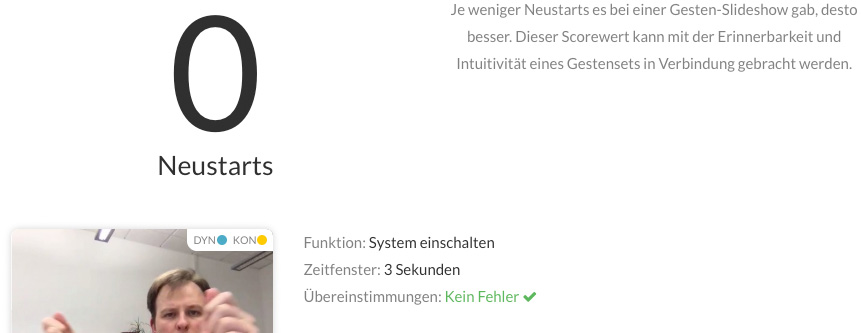 0
Neustarts
Je weniger Neustarts es bei einer Gesten-Slideshow gab, desto
besser. Dieser Scorewert kann mit der Erinnerbarkeit und
Intuitivität eines Gestensets in Verbindung gebracht werden.
DYN KON
Funktion: System einschalten
Zeitfenster: 3 Sekunden
Übereinstimmungen: Kein Fehler